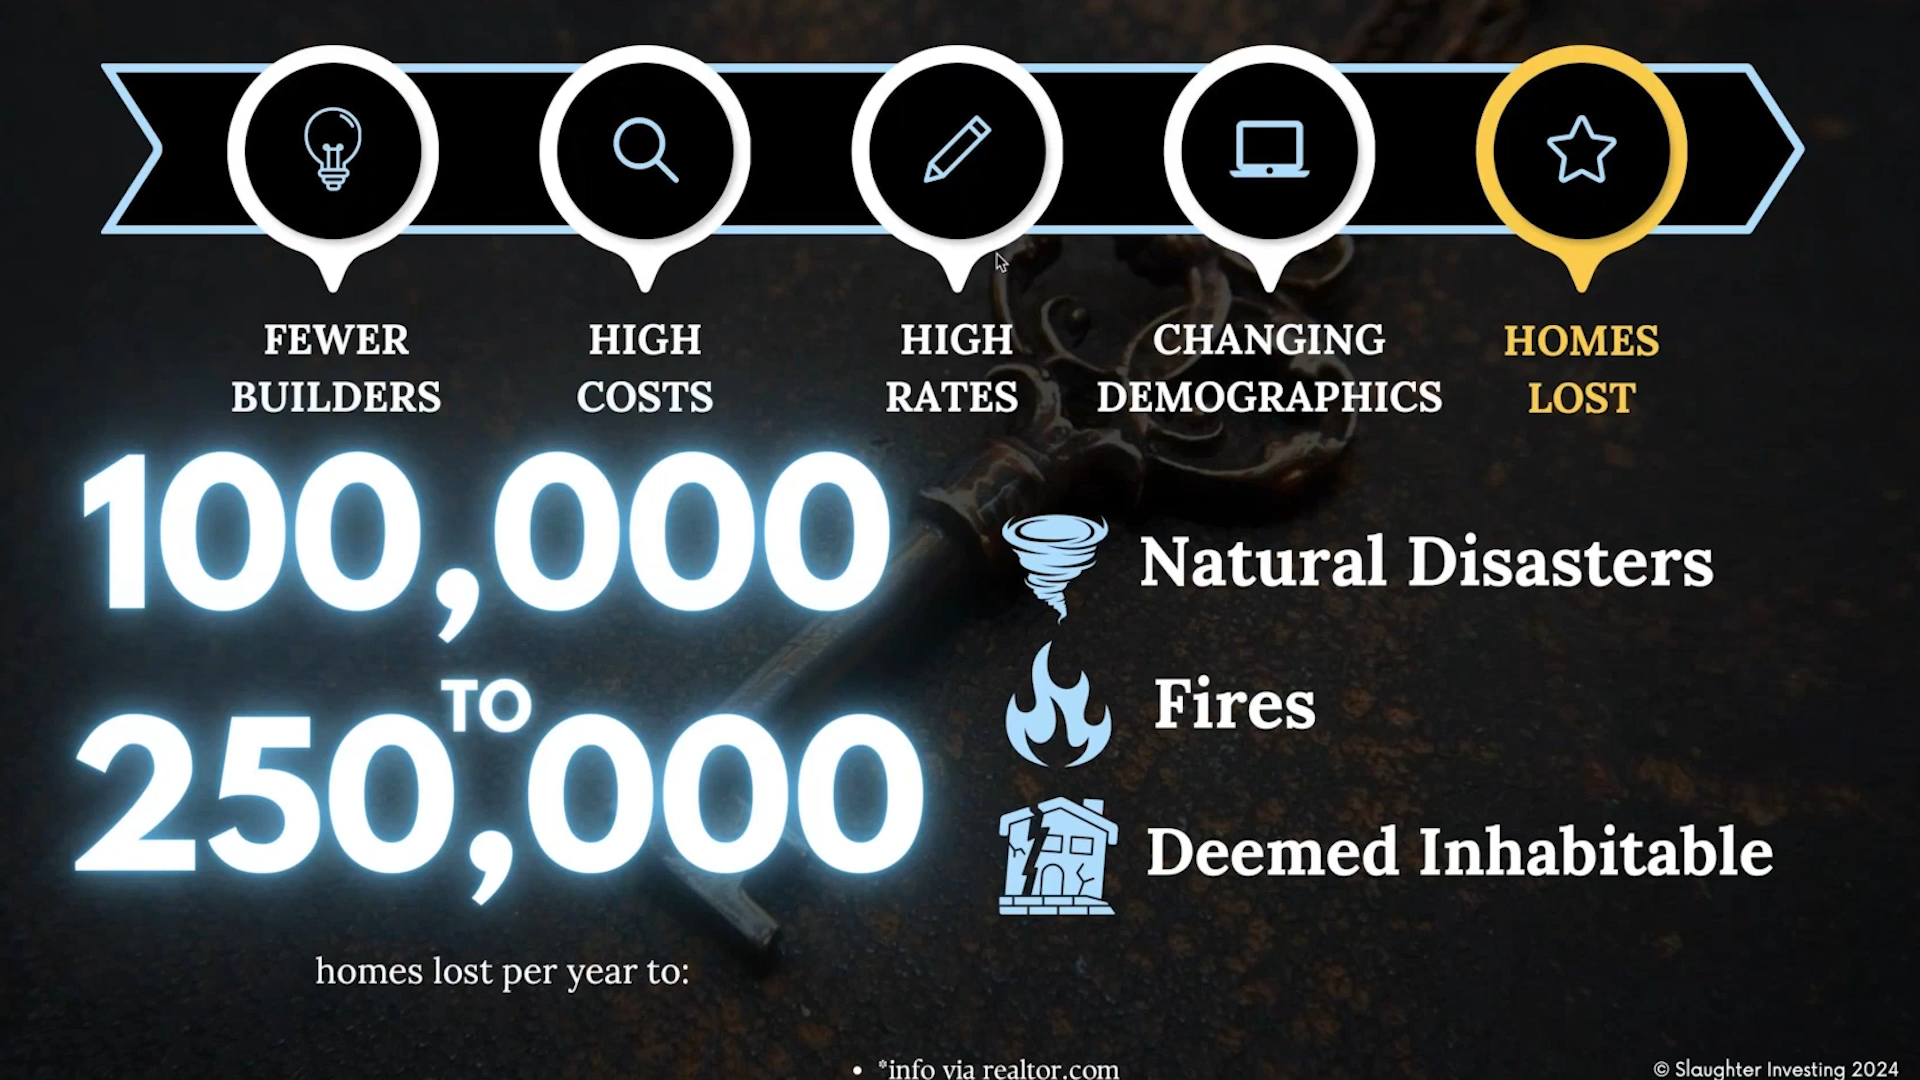 FEWER
BUILDERS
HIGH
COSTS
HIGH
RATES
CHANGING
DEMOGRAPHICS
HOMES
LOST
100,000
TO
250,000
homes lost per year to:
Natural Disasters
Fires
Deemed Inhabitable
• *info via realtor.com
© Slaughter Investing 2024